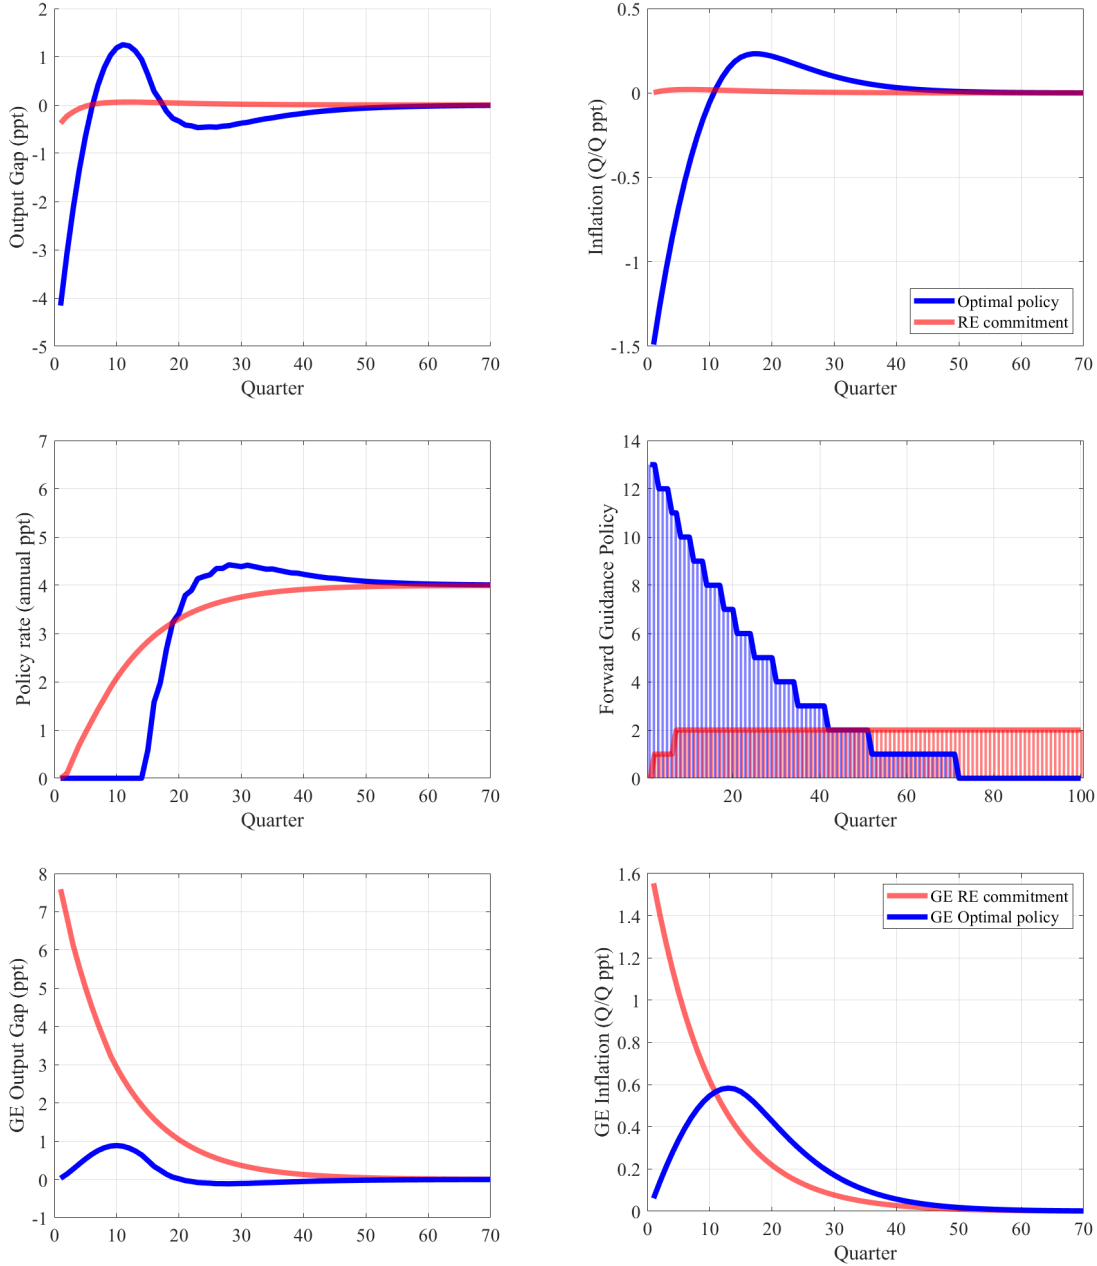 Output Gap (ppt)
2
1
0
-1
-2
-3
-4
-5
0 10 20 30 40 50 60 70
Quarter
Inflation (Q/Q ppt)
0.5
0
-0.5
-1
-1.5
Optimal policy
RE commitment
0 10 20 30 40 50 60 70
Quarter
Policy rate (annual ppt)
7
6
5
4
3
2
1
0
0 10 20 30 40 50 60 70
Quarter
Forward Guidance Policy
14
12
10
8
6
4
2
0
20 40 60 80 100
Quarter
GE Output Gap (ppt)
8
7
6
5
4
3
2
1
0
-1
0 10 20 30 40 50 60 70
GE Inflation (Q/Q ppt)
1.6
1.4
1.2
1
0.8
0.6
0.4
0.2
0
GE RE commitment
GE Optimal policy
0 10 20 30 40 50 60 70
Quarter